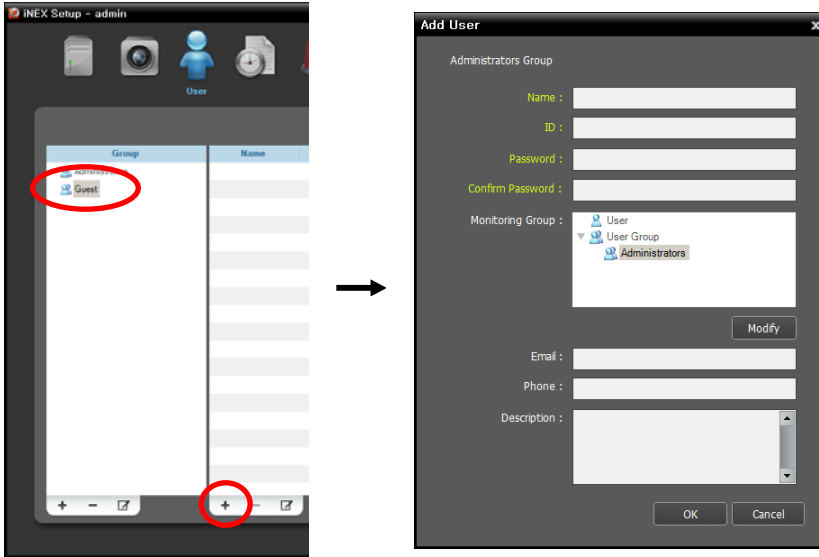 iNEX Setup - admin
User
Group
Name
Administrators
Guest
+ -
+ -
Add User
x
Administrators Group
Name :
ID :
Password :
Confirm Password :
Monitoring Group :
User
User Group
Administrators
Modify
Email :
Phone :
Description :
OK
Cancel